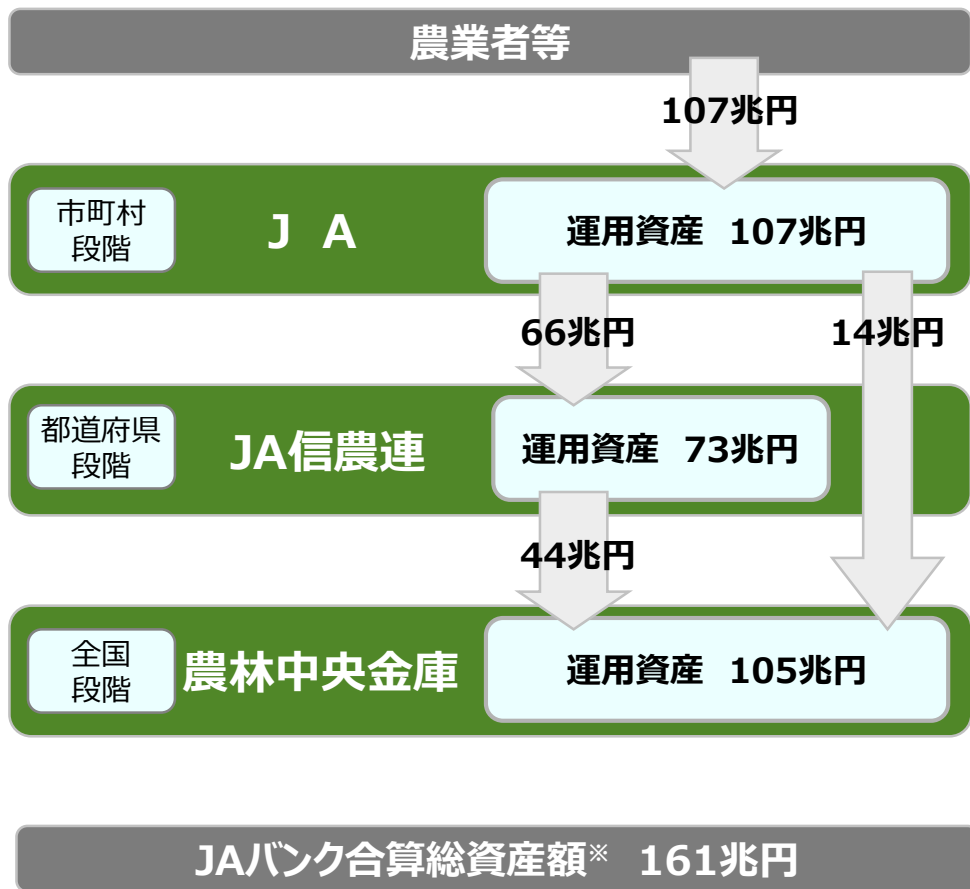 農業者等
107兆円
市町村
段階
J A
運用資産 107兆円
66兆円
14兆円
都道府県
段階
JA信農連
運用資産 73兆円
44兆円
全国
段階
農林中央金庫
運用資産 105兆円
JAバンク合算総資産額※ 161兆円